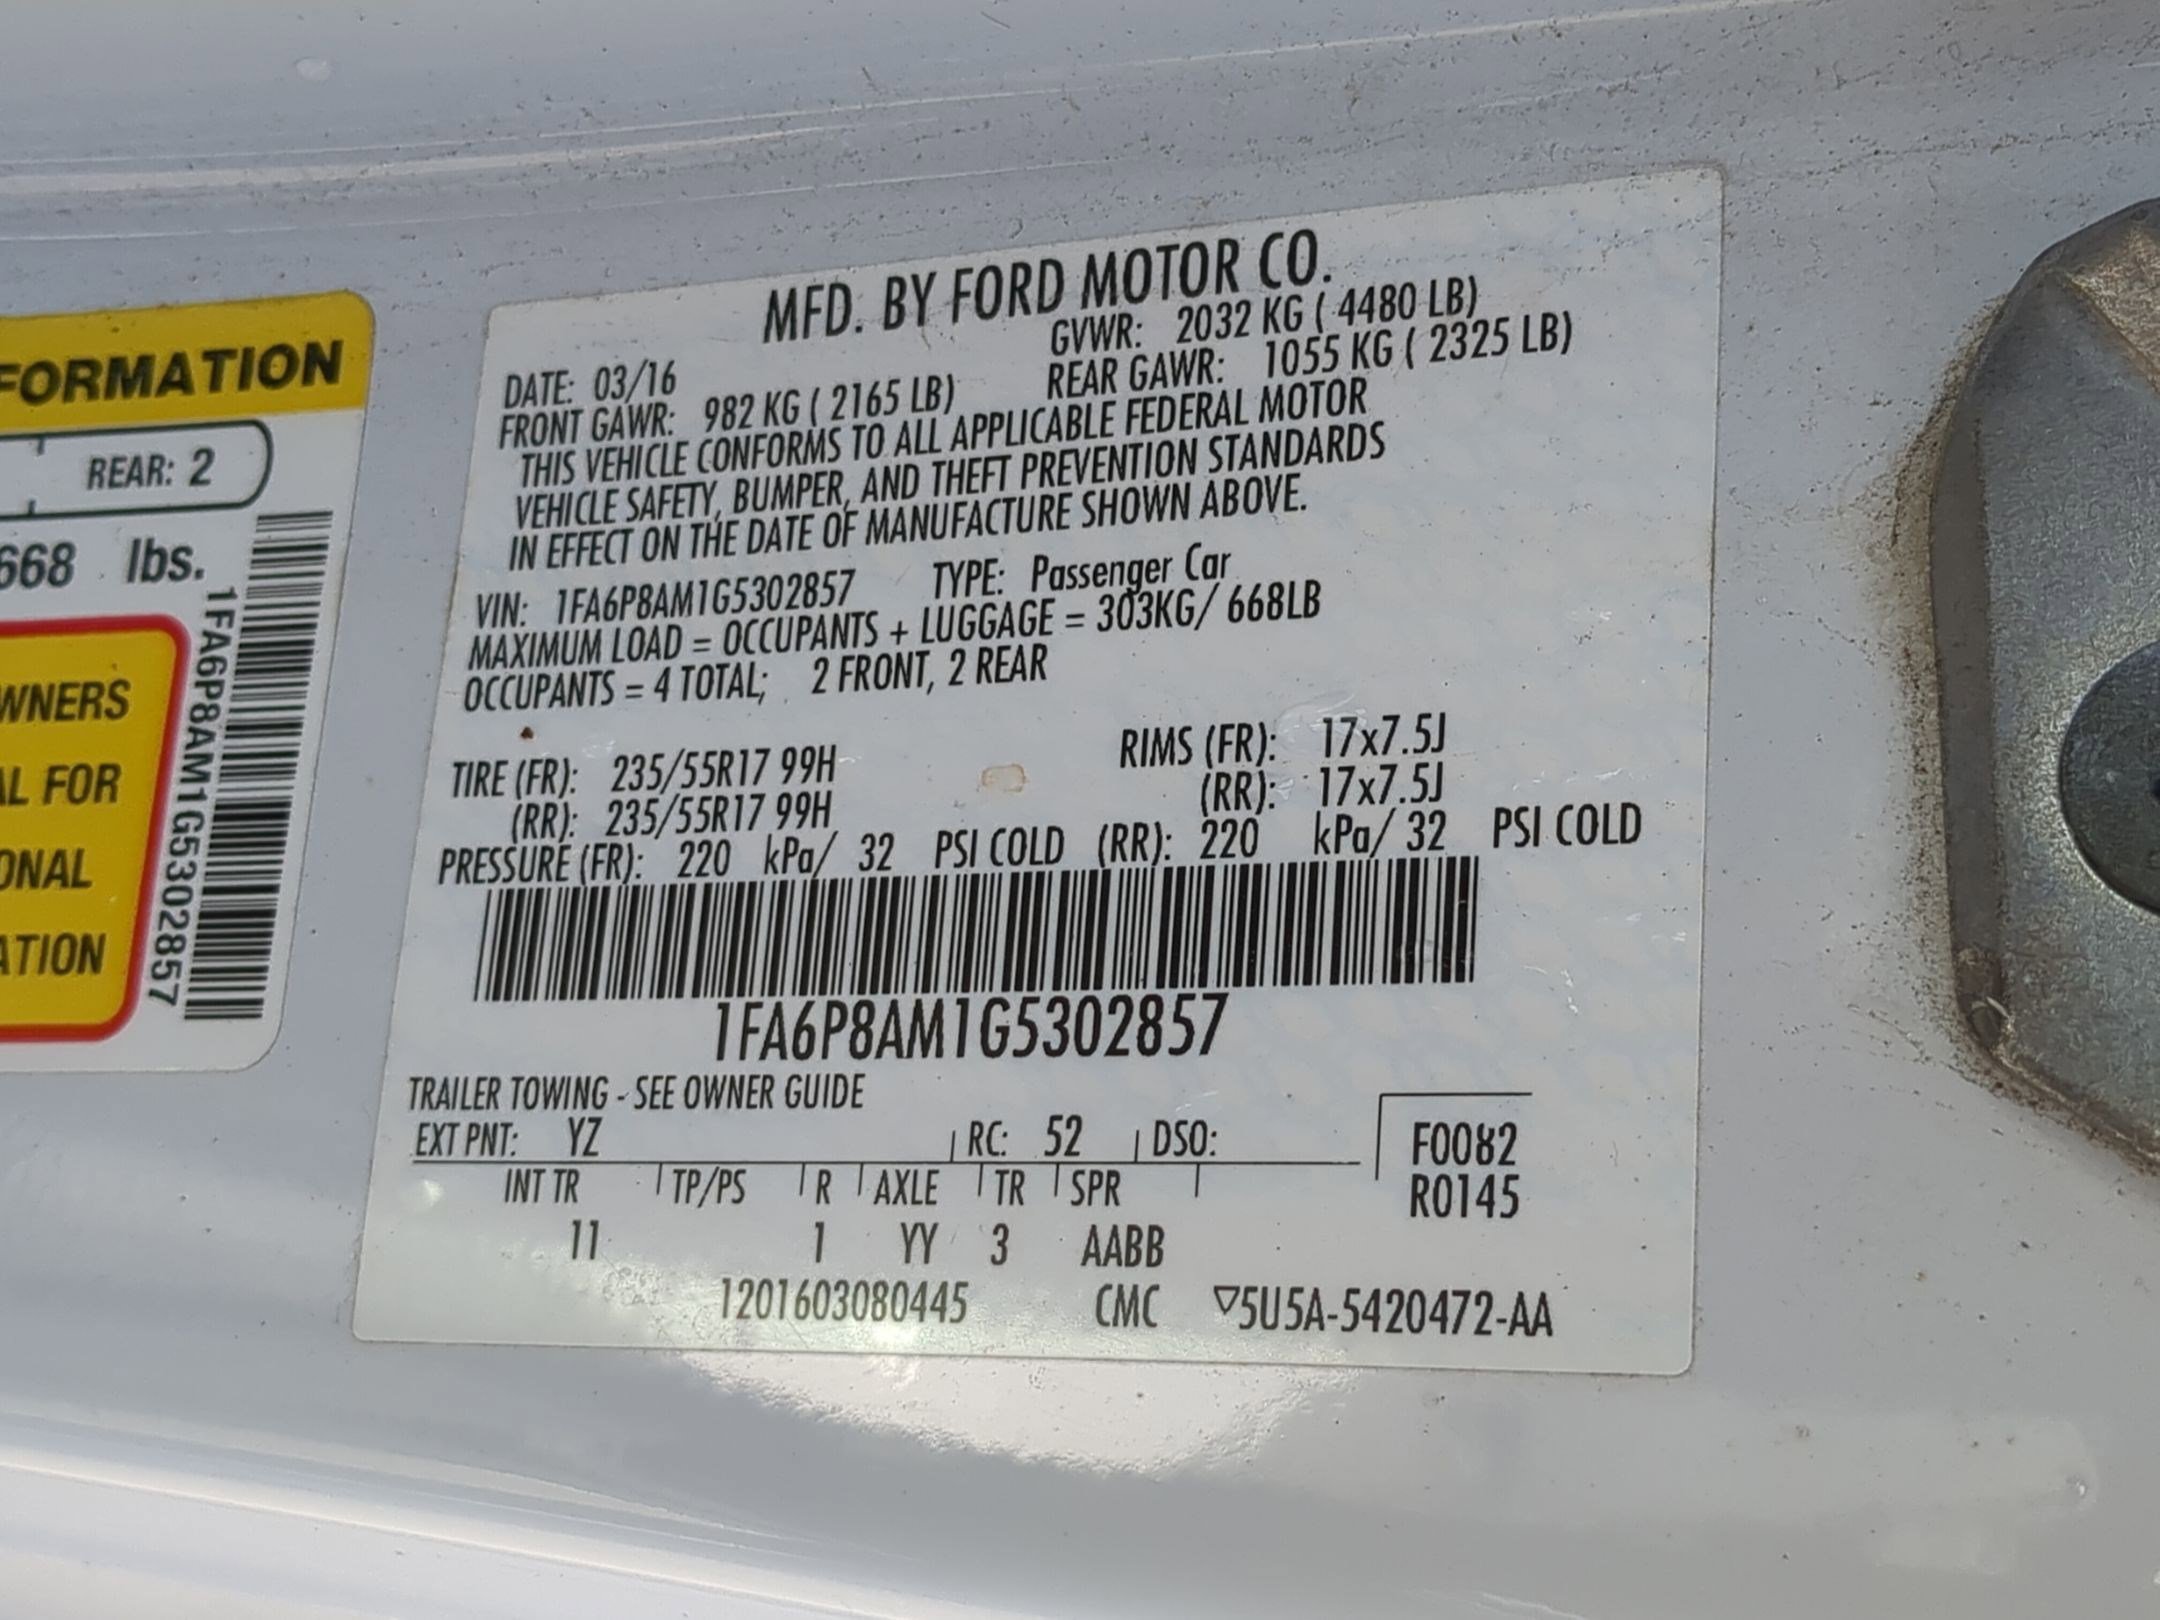 FORMATION
REAR: 2
668 lbs.
WNERS
AL FOR
ONAL
ATION
1FA6P8AM1G5302857
MFD. BY FORD MOTOR CO.
DATE: 03/16 GVWR: 2032 KG ( 4480 LB)
FRONT GAWR: 982 KG ( 2165 LB) REAR GAWR: 1055 KG ( 2325 LB)
THIS VEHICLE CONFORMS TO ALL APPLICABLE FEDERAL MOTOR
VEHICLE SAFETY, BUMPER, AND THEFT PREVENTION STANDARDS
IN EFFECT ON THE DATE OF MANUFACTURE SHOWN ABOVE.
VIN: 1FA6P8AM1G5302857 TYPE: Passenger Car
MAXIMUM LOAD = OCCUPANTS + LUGGAGE = 303KG/ 668LB
OCCUPANTS = 4 TOTAL; 2 FRONT, 2 REAR
TIRE (FR): 235/55R17 99H RIMS (FR): 17x7.5J
(RR): 235/55R17 99H (RR): 17x7.5J
PRESSURE (FR): 220 kPa/ 32 PSI COLD (RR): 220 kPa/ 32 PSI COLD
1FA6P8AM1G5302857
TRAILER TOWING - SEE OWNER GUIDE
EXT PNT: YZ RC: 52 DSO: F0082
INT TR TP/PS R AXLE TR SPR R0145
11 1 YY 3 AABB
1201603080445 CMC ▽5U5A-5420472-AA